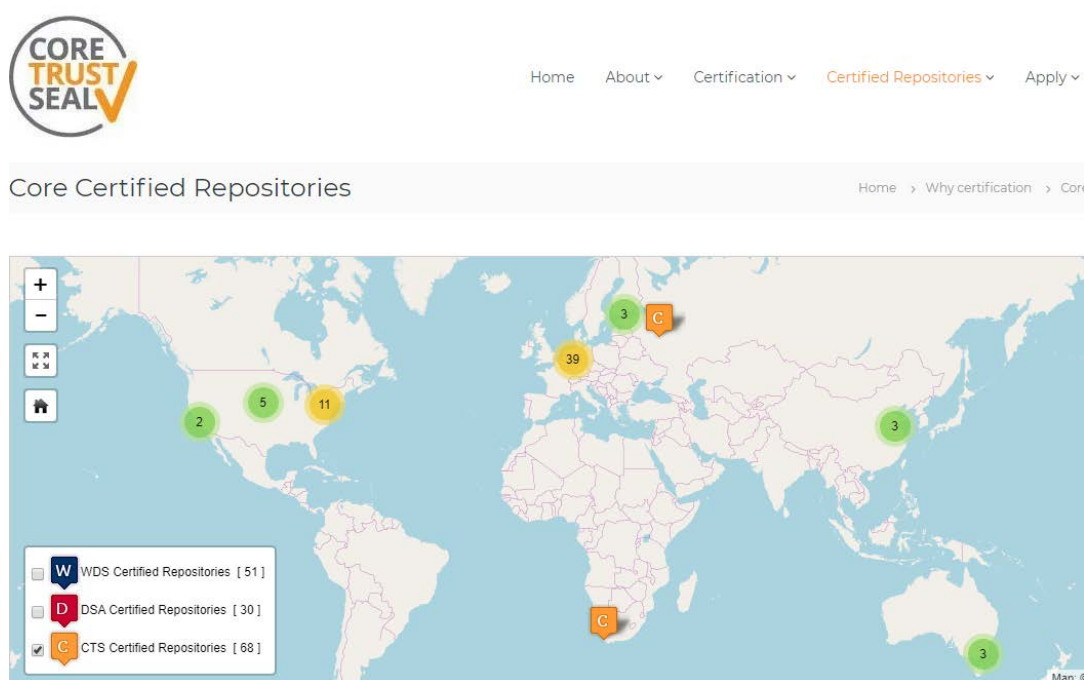 CORE
TRUST
SEAL
Home About Certification Certified Repositories Apply
Core Certified Repositories
Home > Why certification > Core
+
−
3
C
39
5
11
2
3
W WDS Certified Repositories [ 51 ]
D DSA Certified Repositories [ 30 ]
C CTS Certified Repositories [ 68 ]
C
3
Map: ©